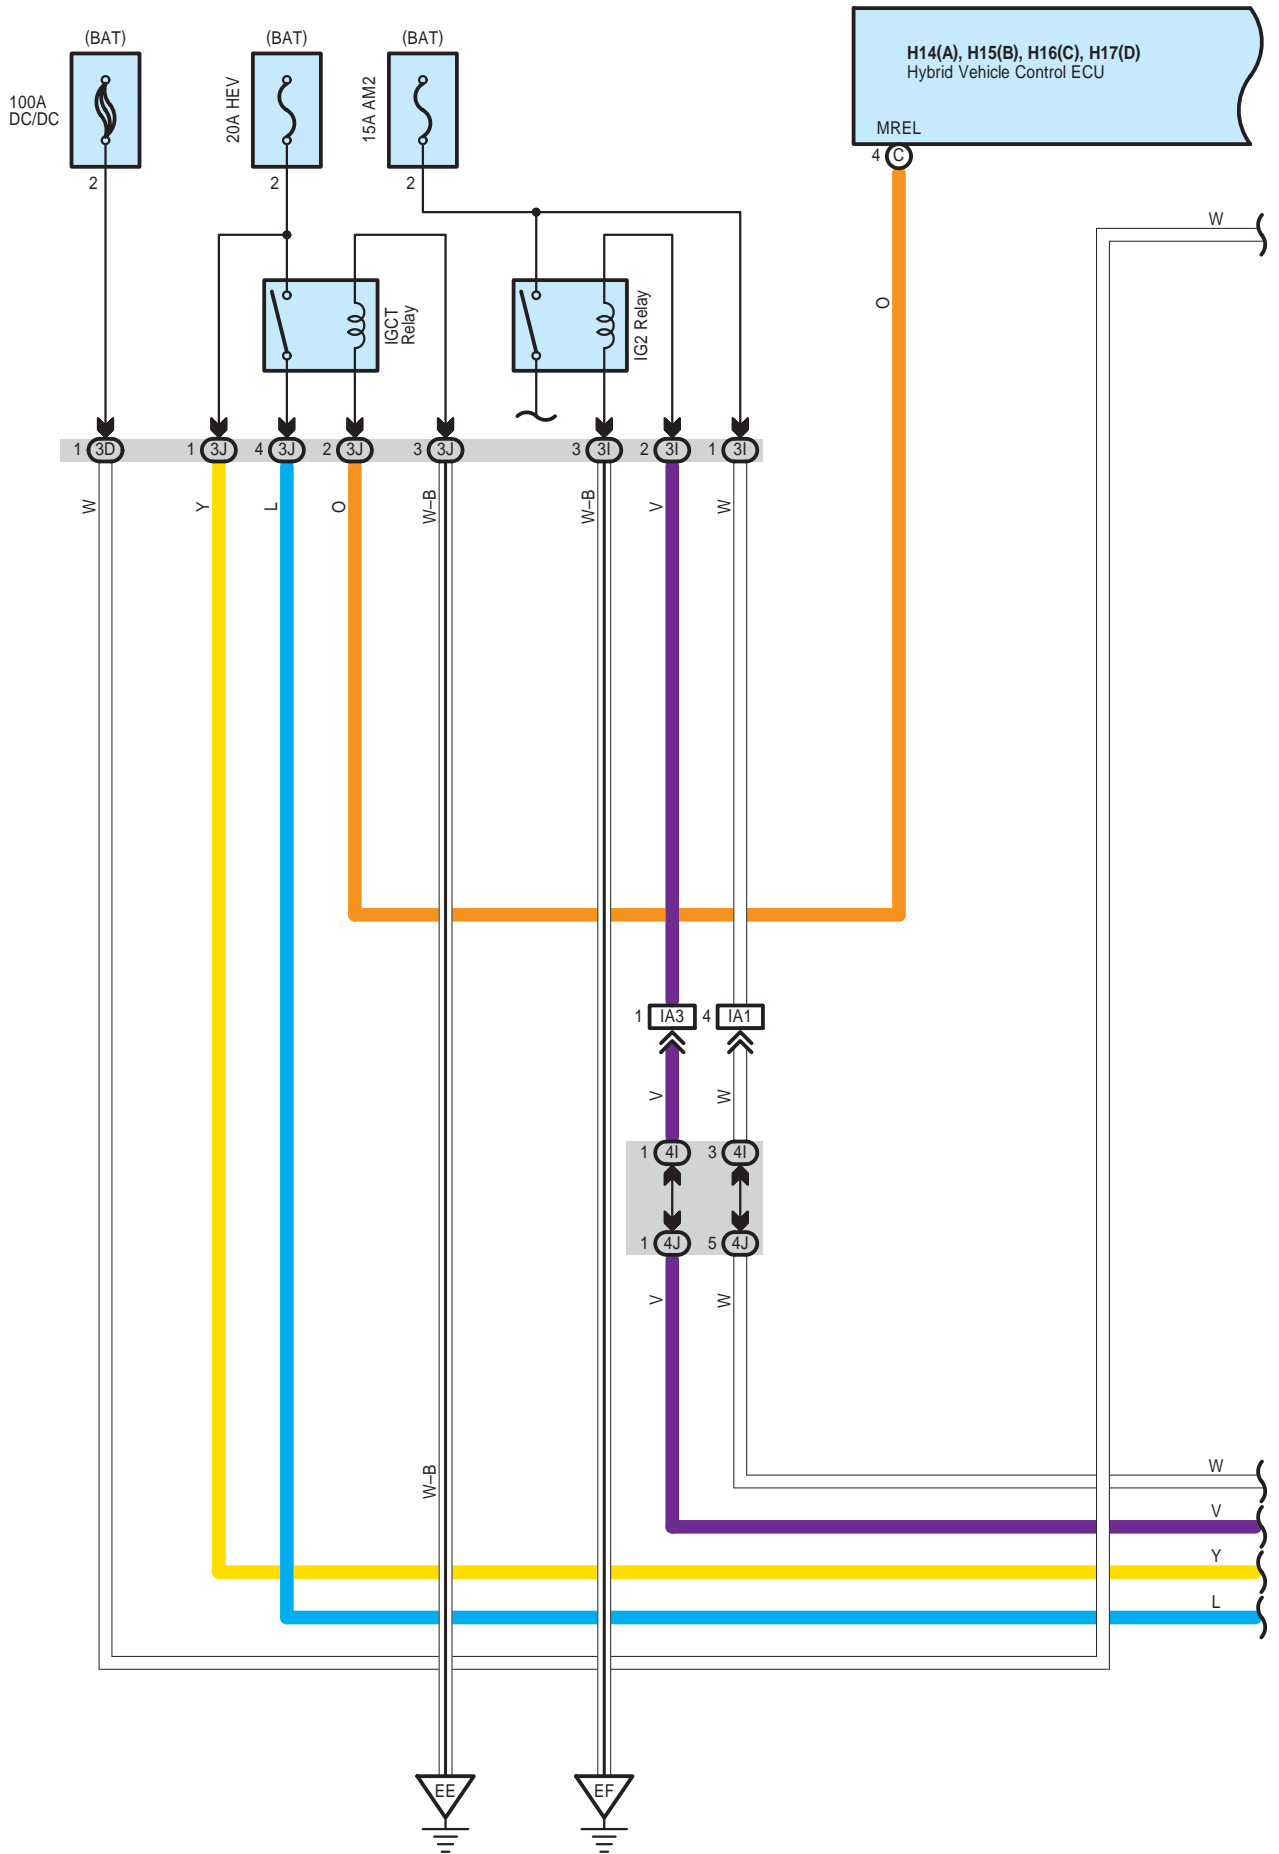 (BAT)
(BAT)
(BAT)
H14(A), H15(B), H16(C), H17(D)
Hybrid Vehicle Control ECU
100A
DC/DC
20A HEV
15A AM2
MREL
4 C
2
2
2
W
O
IGCT
Relay
IG2 Relay
1 3D
1 3J
4 3J
2 3J
3 3J
3 3I
2 3I
1 3I
W
Y
L
O
W–B
W–B
V
W
1 IA3
4 IA1
V
W
1 4I
3 4I
1 4J
5 4J
V
W
W–B
W
V
Y
L
EE
EF